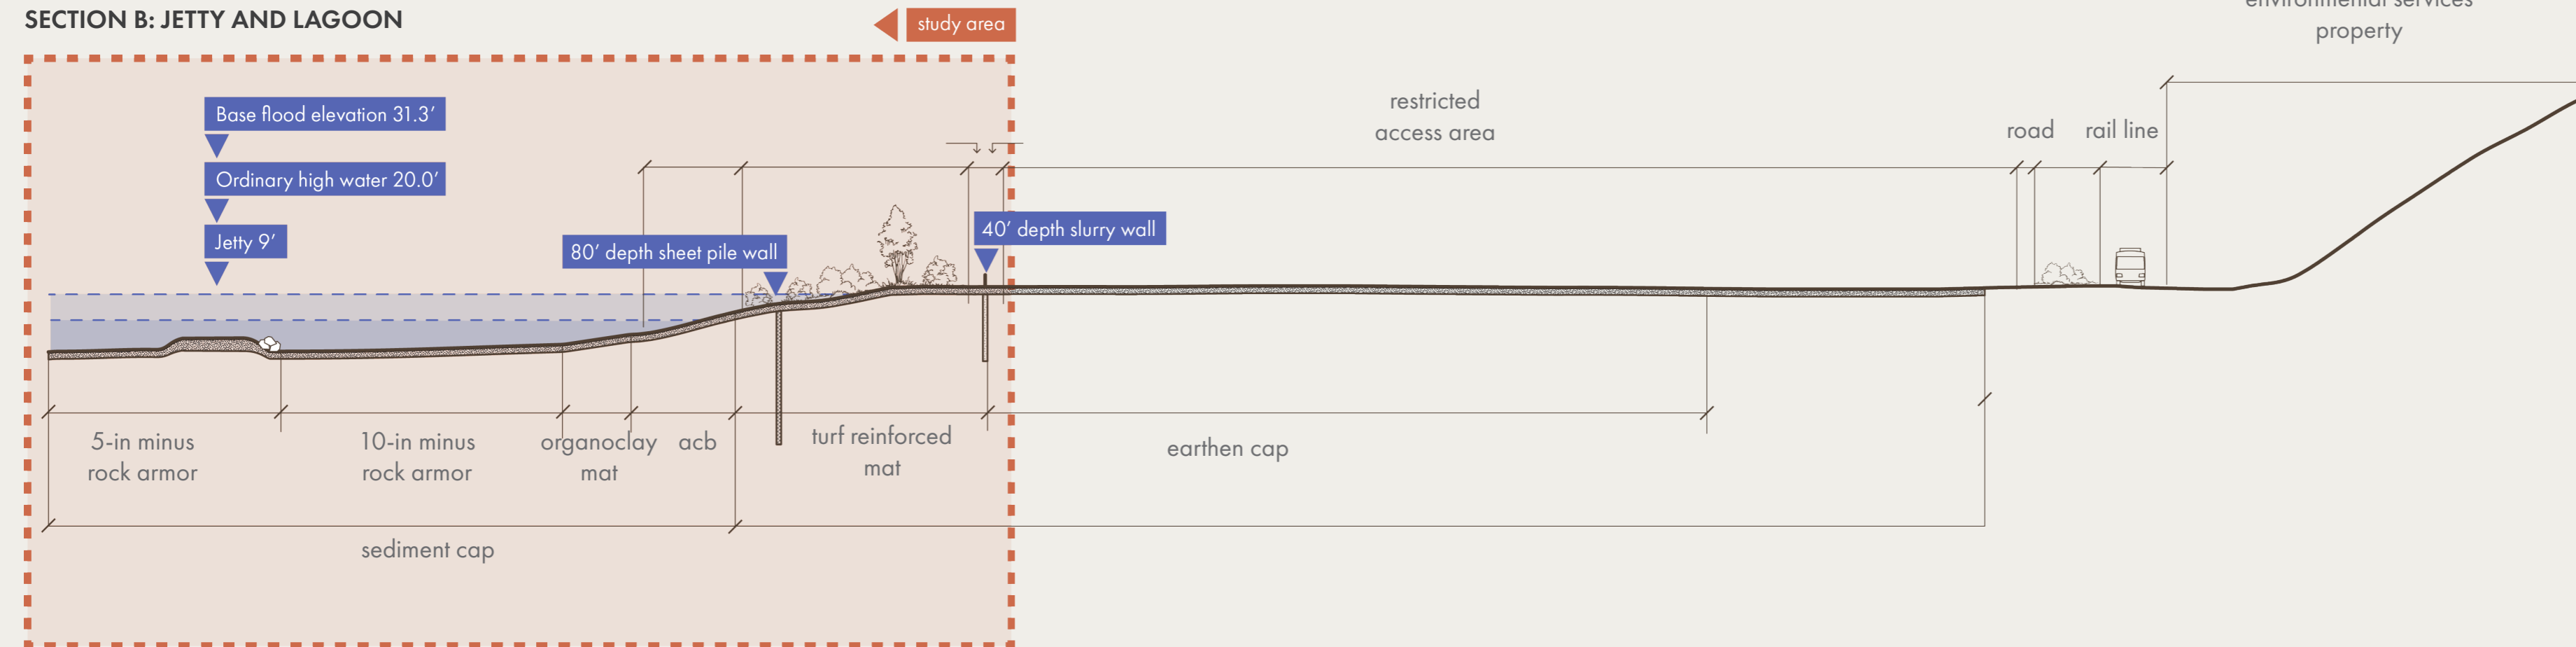 SECTION B: JETTY AND LAGOON
study area
environmental services
property
Base flood elevation 31.3’
Ordinary high water 20.0’
Jetty 9’
80’ depth sheet pile wall
40’ depth slurry wall
restricted
access area
road
rail line
5-in minus
rock armor
10-in minus
rock armor
organoclay
mat
acb
turf reinforced
mat
earthen cap
sediment cap